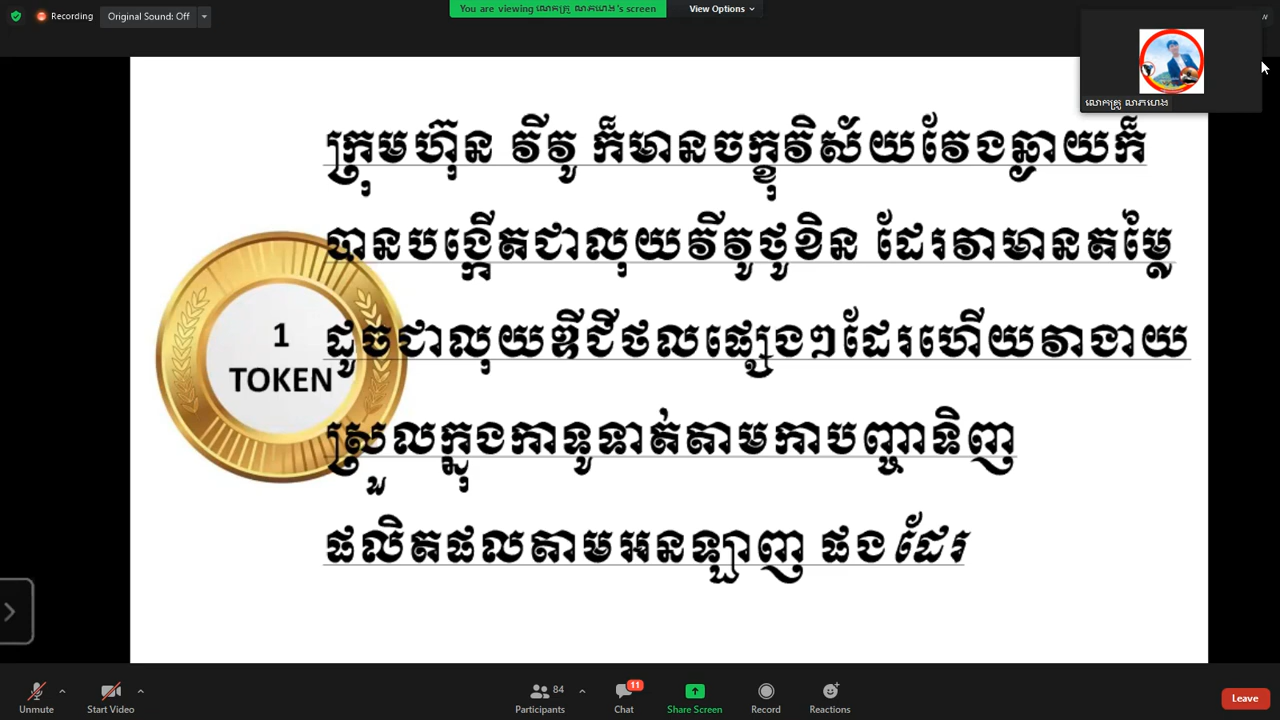 Recording
Original Sound: Off
You are viewing លោកគ្រូ ណភហេង's screen
View Options
លោកគ្រូ ណភហេង
ក្រុមហ៊ុន វីវូ ក៏មានចក្ខុវិស័យវែងឆ្ងាយក៏
បានបង្កើតជាលុយវីវូថូខិន ដែរវាមានតម្លៃ
ដូចជាលុយឌីជីថលផ្សេងៗដែរហើយវាងាយ
ស្រួលក្នុងកាទូទាត់តាមកាបញ្ជាទិញ
ផលិតផលតាមអនឡាញ ផងដែរ
1
TOKEN
Unmute
Start Video
84
Participants
11
Chat
Share Screen
Record
Reactions
Leave